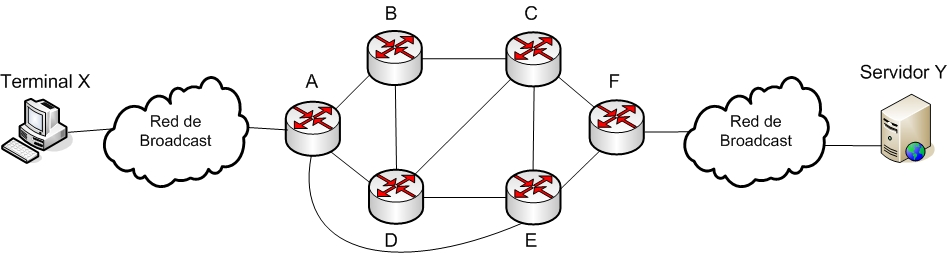 Terminal X
Red de
Broadcast
A
B
C
D
E
F
Red de
Broadcast
Servidor Y